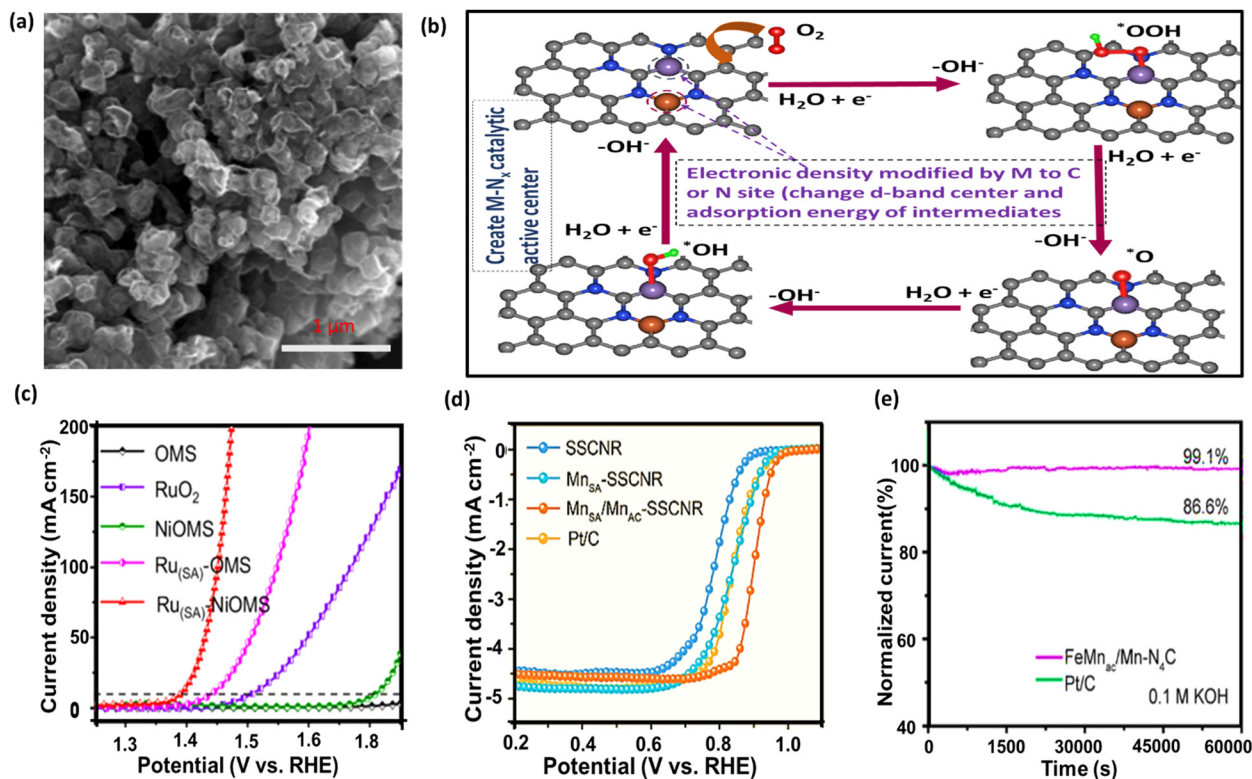 (a)
1 μm
(b)
O₂
*OOH
-OH⁻
H₂O + e⁻
Create M-Nₓ catalytic
active center
-OH⁻
H₂O + e⁻
Electronic density modified by M to C
or N site (change d-band center and
adsorption energy of intermediates
H₂O + e⁻
*OH
-OH⁻
*O
-OH⁻
H₂O + e⁻
(c)
200
150
100
50
0
Current density (mA cm⁻²)
OMS
RuO₂
NiOMS
Ru₍SA₎-OMS
Ru₍SA₎-NiOMS
1.3 1.4 1.5 1.6 1.7 1.8
Potential (V vs. RHE)
(d)
0
-1
-2
-3
-4
-5
Current density (mA cm⁻²)
SSCNR
Mn_SA-SSCNR
Mn_SA/Mn_AC-SSCNR
Pt/C
0.2 0.4 0.6 0.8 1.0
Potential (V vs. RHE)
(e)
100
80
60
40
Normalized current(%)
99.1%
86.6%
FeMn_ac/Mn-N₄C
Pt/C
0.1 M KOH
0 1500 30000 45000 60000
Time (s)